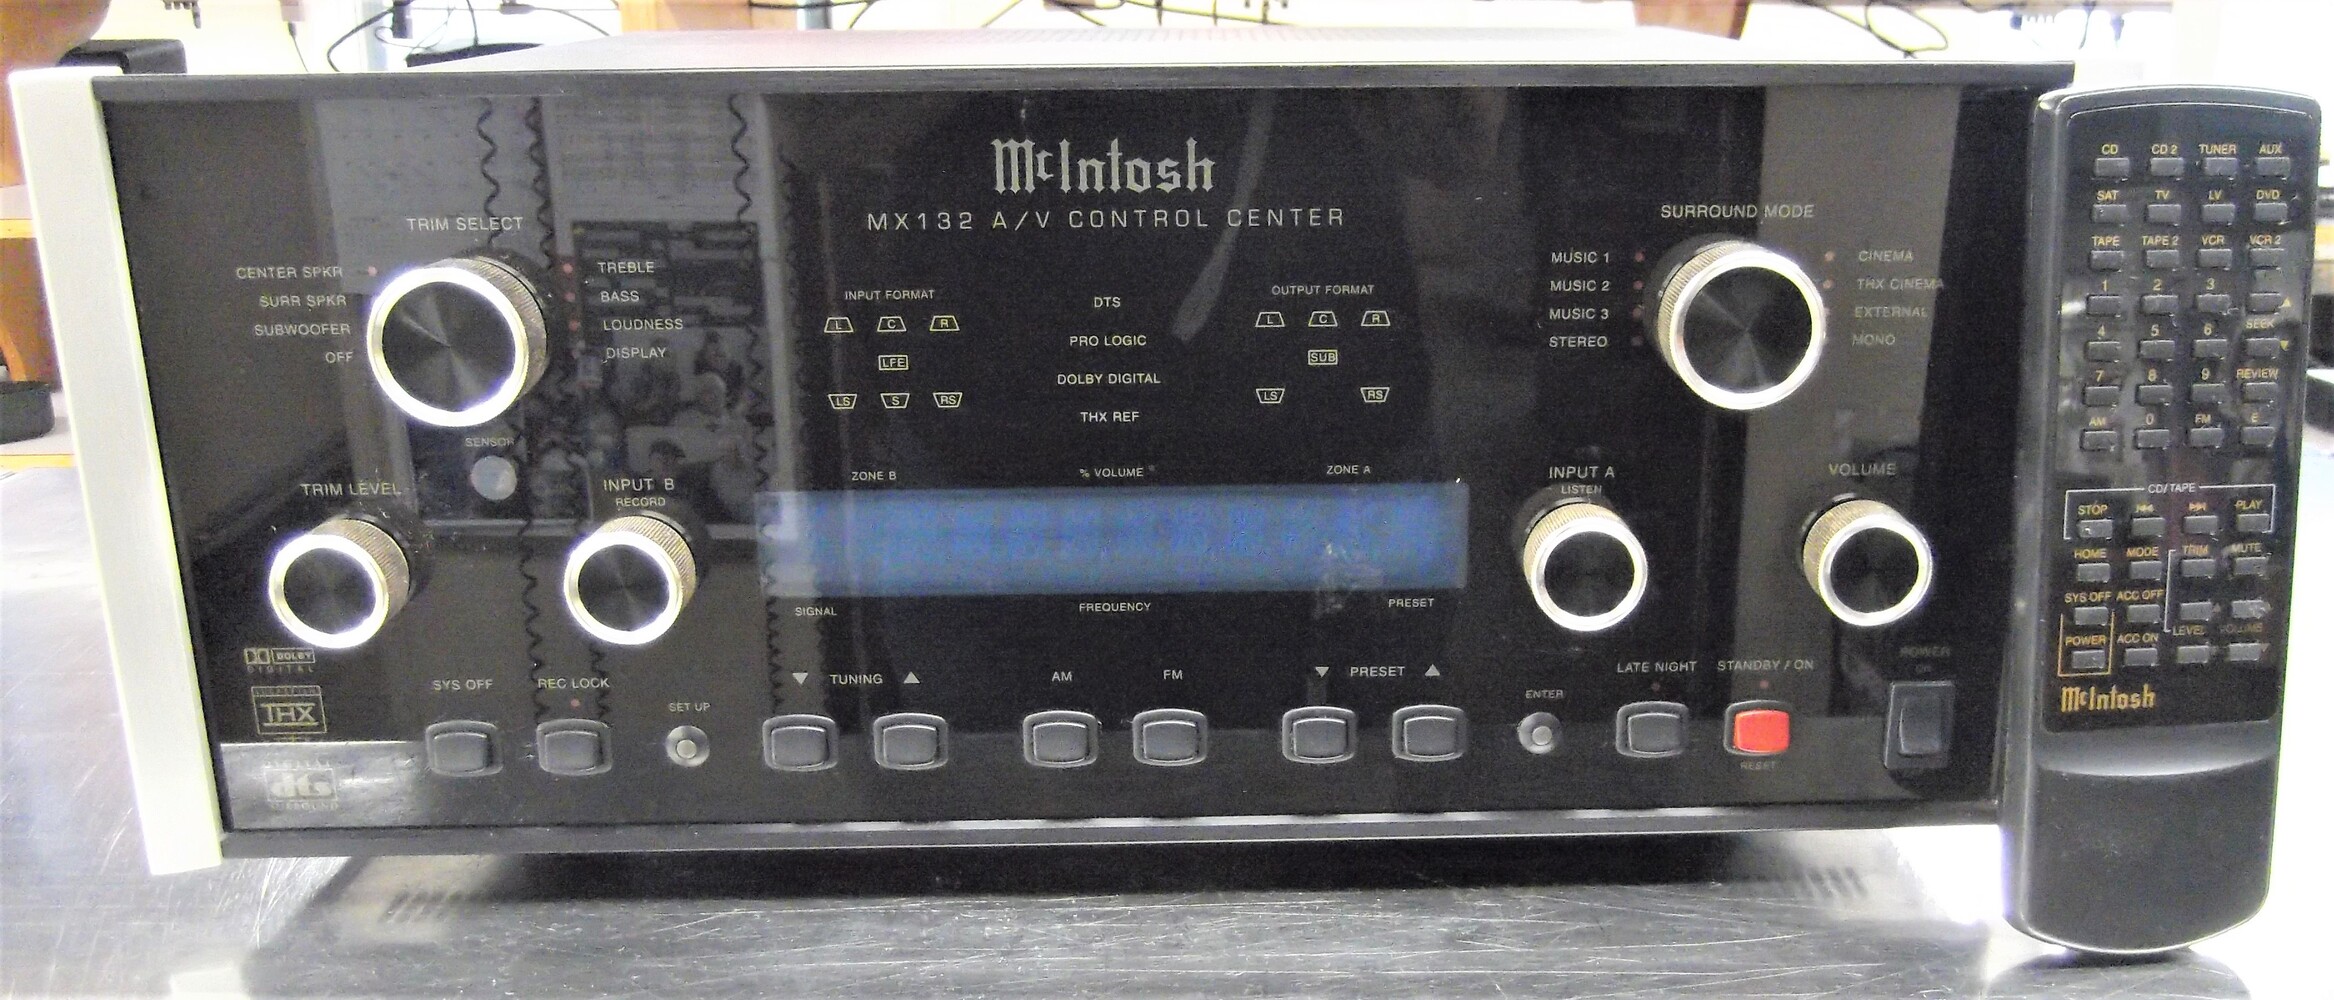 McIntosh
MX132 A/V CONTROL CENTER
TRIM SELECT
CENTER SPKR
SURR SPKR
SUBWOOFER
OFF
TREBLE
BASS
LOUDNESS
DISPLAY
SENSOR
TRIM LEVEL
INPUT B
RECORD
INPUT FORMAT
L C R
LFE
LS S RS
DTS
PRO LOGIC
DOLBY DIGITAL
THX REF
OUTPUT FORMAT
L C R
SUB
LS RS
ZONE B
% VOLUME
ZONE A
SIGNAL
FREQUENCY
PRESET
SURROUND MODE
MUSIC 1
MUSIC 2
MUSIC 3
STEREO
CINEMA
THX CINEMA
EXTERNAL
MONO
INPUT A
LISTEN
VOLUME
DOLBY
DIGITAL
THX
DIGITAL
dts
SURROUND
SYS OFF
REC LOCK
SET UP
▼ TUNING ▲
AM
FM
▼ PRESET ▲
ENTER
LATE NIGHT
STANDBY / ON
RESET
POWER
ON
CD CD 2 TUNER AUX
SAT TV LV DVD
TAPE TAPE 2 VCR VCR 2
1 2 3
4 5 6 SEEK
7 8 9 REVIEW
AM 0 FM E
CD/TAPE
STOP PLAY
HOME MODE TRIM MUTE
SYS OFF ACC OFF
POWER ACC ON LEVEL VOLUME
McIntosh